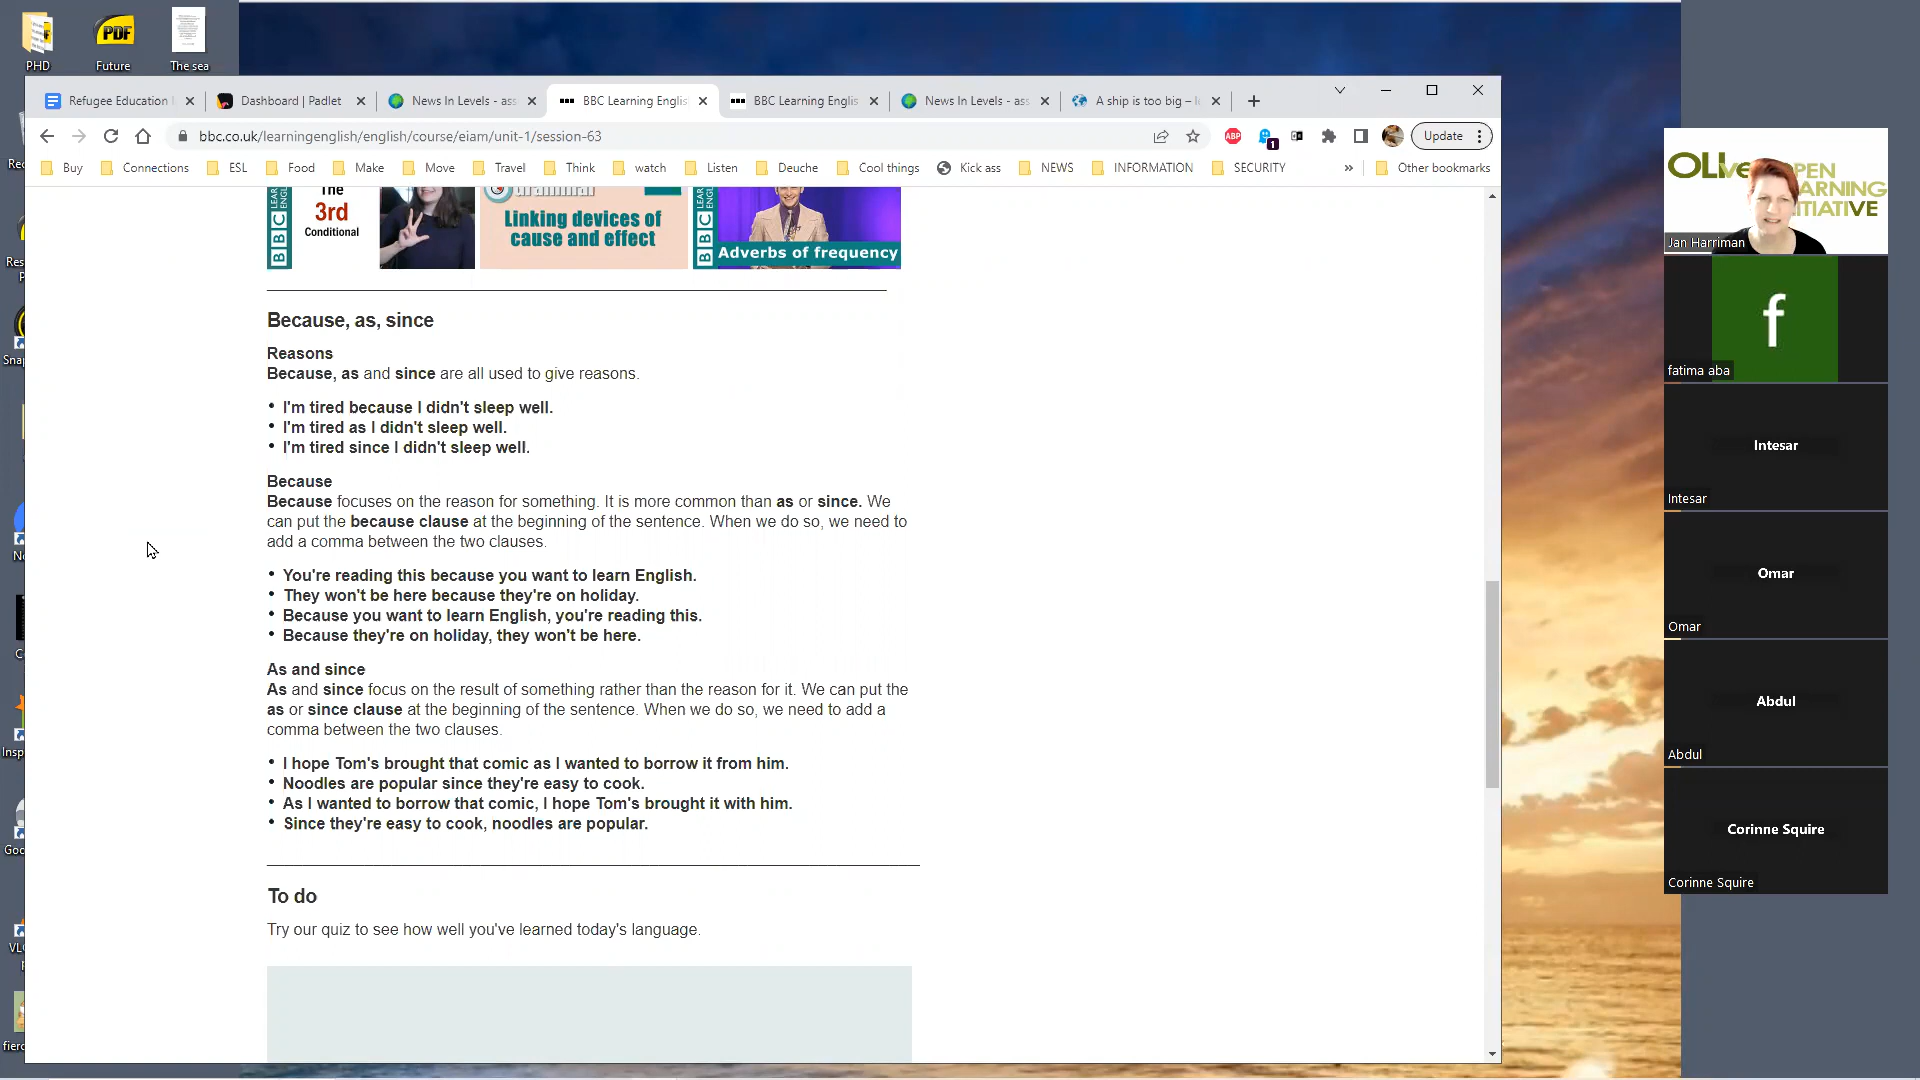 PHD
Future
The sea
Refugee Education
Dashboard | Padlet
News In Levels - ass
BBC Learning Englis
BBC Learning Englis
News In Levels - ass
A ship is too big –
bbc.co.uk/learningenglish/english/course/eiam/unit-1/session-63
ABP
1
Update
Buy
Connections
ESL
Food
Make
Move
Travel
Think
watch
Listen
Deuche
Cool things
Kick ass
NEWS
INFORMATION
SECURITY
»
Other bookmarks
The
3rd
Conditional
BBC
Grammar
Linking devices of
cause and effect
BBC
Adverbs of frequency
Because, as, since
Reasons
Because, as and since are all used to give reasons.
• I'm tired because I didn't sleep well.
• I'm tired as I didn't sleep well.
• I'm tired since I didn't sleep well.
Because
Because focuses on the reason for something. It is more common than as or since. We
can put the because clause at the beginning of the sentence. When we do so, we need to
add a comma between the two clauses.
• You're reading this because you want to learn English.
• They won't be here because they're on holiday.
• Because you want to learn English, you're reading this.
• Because they're on holiday, they won't be here.
As and since
As and since focus on the result of something rather than the reason for it. We can put the
as or since clause at the beginning of the sentence. When we do so, we need to add a
comma between the two clauses.
• I hope Tom's brought that comic as I wanted to borrow it from him.
• Noodles are popular since they're easy to cook.
• As I wanted to borrow that comic, I hope Tom's brought it with him.
• Since they're easy to cook, noodles are popular.
To do
Try our quiz to see how well you've learned today's language.
Jan Harriman
f
fatima aba
Intesar
Intesar
Omar
Omar
Abdul
Abdul
Corinne Squire
Corinne Squire